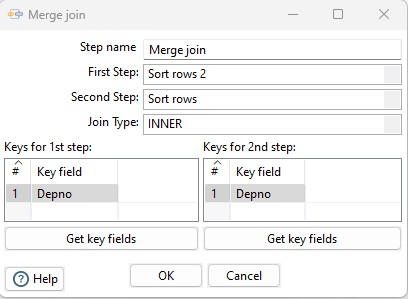 Merge join
Step name Merge join
First Step: Sort rows 2
Second Step: Sort rows
Join Type: INNER
Keys for 1st step: Keys for 2nd step:
# Key field # Key field
1 Depno 1 Depno
Get key fields Get key fields
Help OK Cancel